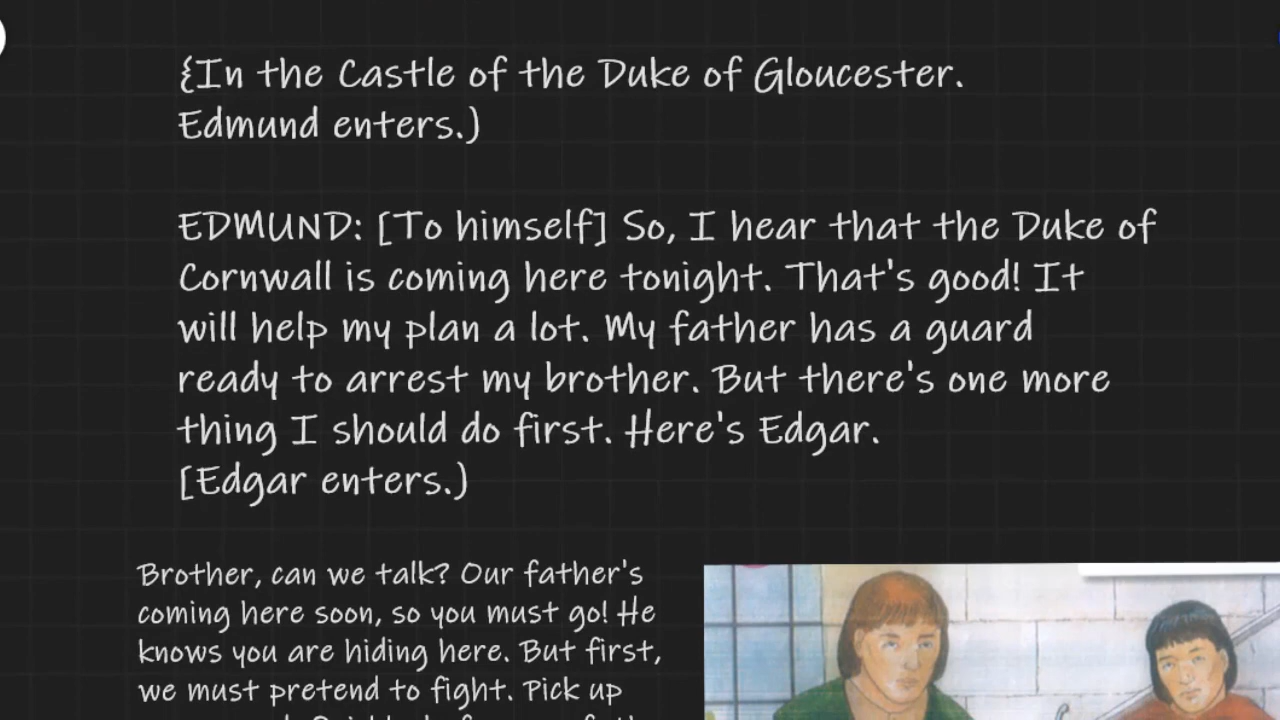 {In the Castle of the Duke of Gloucester.
Edmund enters.)
EDMUND: [To himself] So, I hear that the Duke of
Cornwall is coming here tonight. That's good! It
will help my plan a lot. My father has a guard
ready to arrest my brother. But there's one more
thing I should do first. Here's Edgar.
[Edgar enters.)
Brother, can we talk? Our father's
coming here soon, so you must go! He
knows you are hiding here. But first,
we must pretend to fight. Pick up